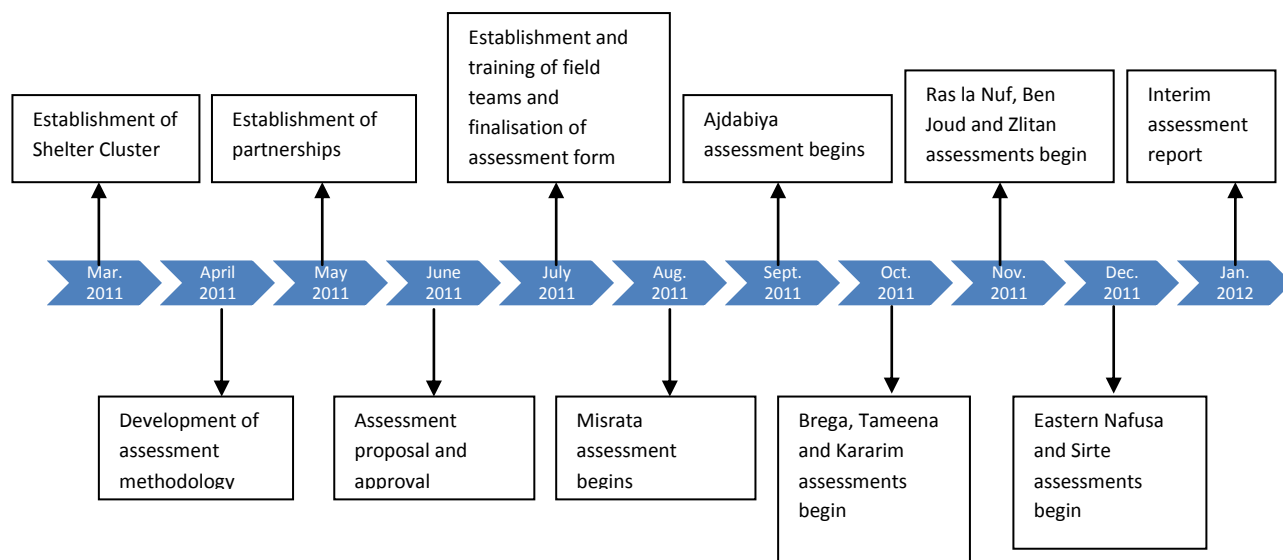 Establishment of
Shelter Cluster
Establishment of
partnerships
Establishment and
training of field
teams and
finalisation of
assessment form
Ajdabiya
assessment begins
Ras la Nuf, Ben
Joud and Zlitan
assessments begin
Interim
assessment
report
Mar.
2011
April
2011
May
2011
June
2011
July
2011
Aug.
2011
Sept.
2011
Oct.
2011
Nov.
2011
Dec.
2011
Jan.
2012
Development of
assessment
methodology
Assessment
proposal and
approval
Misrata
assessment
begins
Brega, Tameena
and Kararim
assessments
begin
Eastern Nafusa
and Sirte
assessments
begin